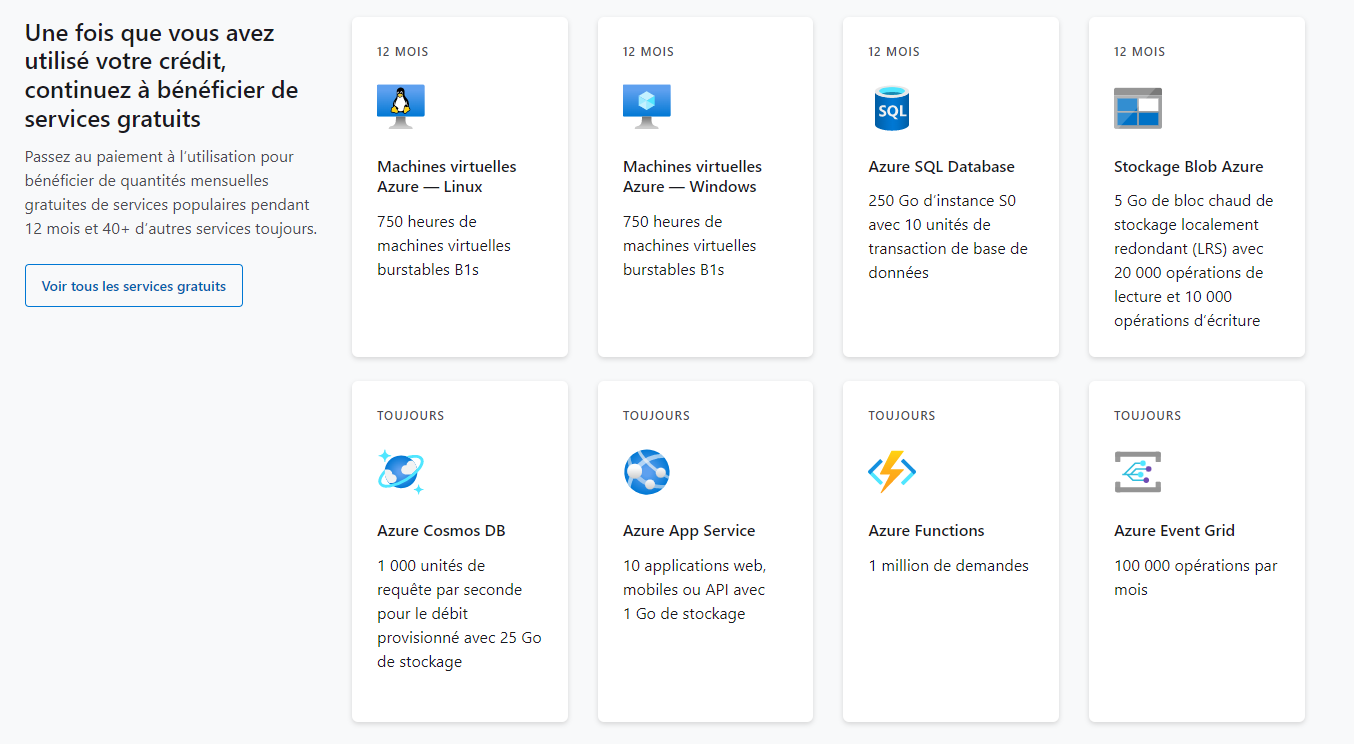 Une fois que vous avez
utilisé votre crédit,
continuez à bénéficier de
services gratuits
Passez au paiement à l’utilisation pour
bénéficier de quantités mensuelles
gratuites de services populaires pendant
12 mois et 40+ d’autres services toujours.
Voir tous les services gratuits
12 MOIS
Machines virtuelles
Azure — Linux
750 heures de
machines virtuelles
burstables B1s
12 MOIS
Machines virtuelles
Azure — Windows
750 heures de
machines virtuelles
burstables B1s
12 MOIS
SQL
Azure SQL Database
250 Go d’instance S0
avec 10 unités de
transaction de base de
données
12 MOIS
Stockage Blob Azure
5 Go de bloc chaud de
stockage localement
redondant (LRS) avec
20 000 opérations de
lecture et 10 000
opérations d’écriture
TOUJOURS
Azure Cosmos DB
1 000 unités de
requête par seconde
pour le débit
provisionné avec 25 Go
de stockage
TOUJOURS
Azure App Service
10 applications web,
mobiles ou API avec
1 Go de stockage
TOUJOURS
Azure Functions
1 million de demandes
TOUJOURS
Azure Event Grid
100 000 opérations par
mois